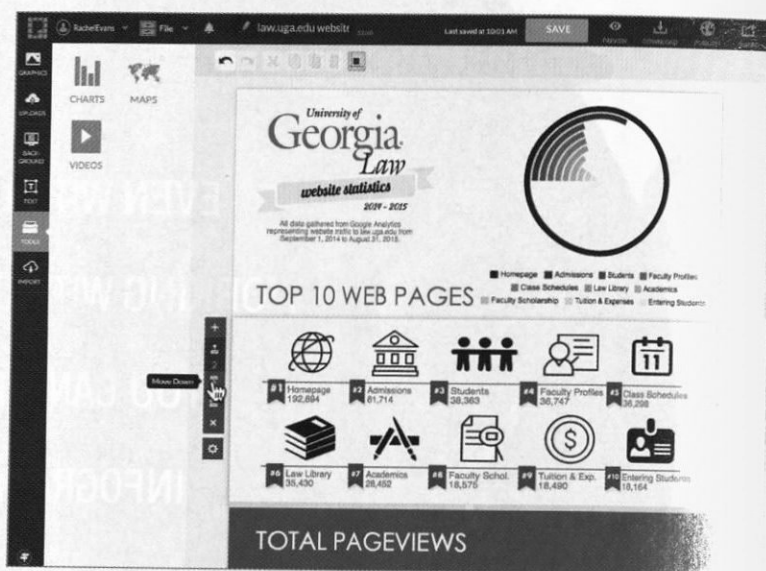 RachelEvans File law.uga.edu website Last saved at 10:01 AM SAVE
GRAPHICS
UPLOADS
BACK-
GROUND
TEXT
TOOLS
IMPORT
CHARTS MAPS
VIDEOS
University of
Georgia
Law
website statistics
2014 - 2015
All data gathered from Google Analytics
representing website traffic to law.uga.edu from
September 1, 2014 to August 31, 2015.
Homepage Admissions Students Faculty Profiles
Class Schedules Law Library Academics
Faculty Scholarship Tuition & Expenses Entering Students
TOP 10 WEB PAGES
Move Down
11
#1 Homepage
192,694
#2 Admissions
61,714
#3 Students
38,363
#4 Faculty Profiles
36,747
#5 Class Schedules
36,298
#6 Law Library
35,430
#7 Academics
28,452
#8 Faculty Schol.
18,575
#9 Tuition & Exp.
18,490
#10 Entering Students
18,164
TOTAL PAGEVIEWS